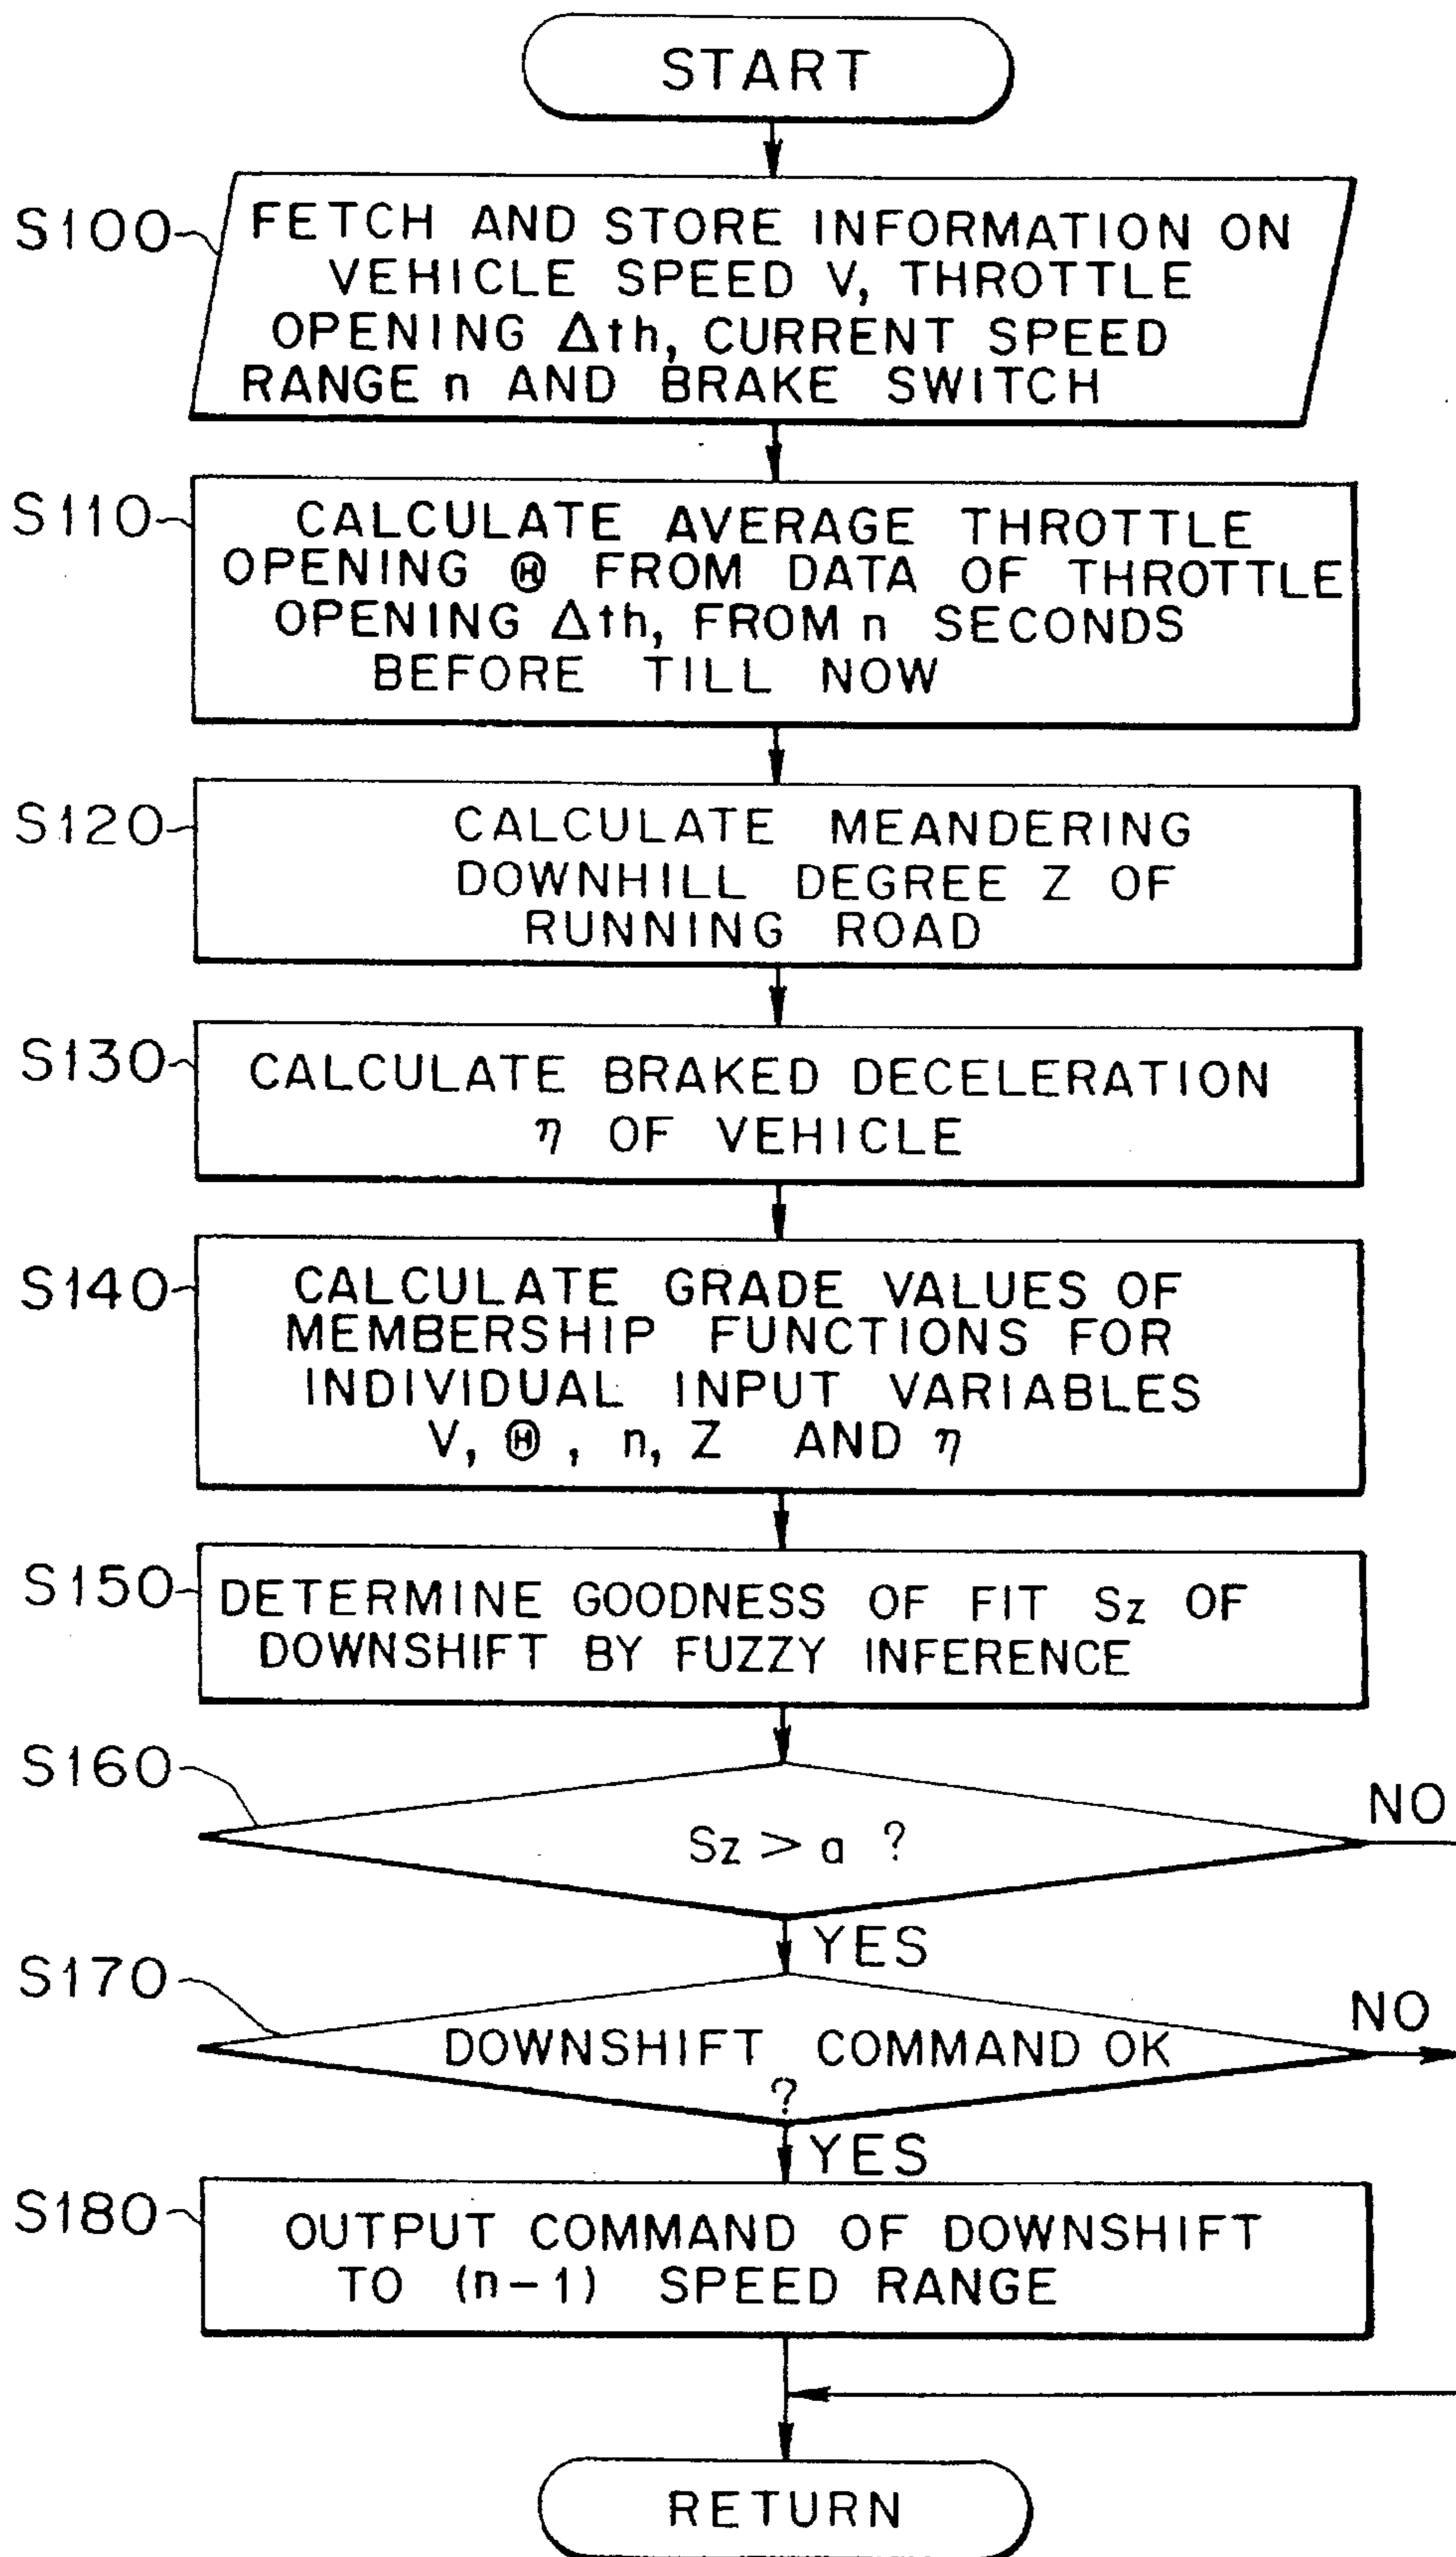 START
S100
FETCH AND STORE INFORMATION ON
VEHICLE SPEED V, THROTTLE
OPENING Δth, CURRENT SPEED
RANGE n AND BRAKE SWITCH
S110
CALCULATE AVERAGE THROTTLE
OPENING Ⓗ FROM DATA OF THROTTLE
OPENING Δth, FROM n SECONDS
BEFORE TILL NOW
S120
CALCULATE MEANDERING
DOWNHILL DEGREE Z OF
RUNNING ROAD
S130
CALCULATE BRAKED DECELERATION
η OF VEHICLE
S140
CALCULATE GRADE VALUES OF
MEMBERSHIP FUNCTIONS FOR
INDIVIDUAL INPUT VARIABLES
V, Ⓗ, n, Z AND η
S150
DETERMINE GOODNESS OF FIT Sz OF
DOWNSHIFT BY FUZZY INFERENCE
S160
Sz > a ?
NO
YES
S170
DOWNSHIFT COMMAND OK
?
NO
YES
S180
OUTPUT COMMAND OF DOWNSHIFT
TO (n-1) SPEED RANGE
RETURN